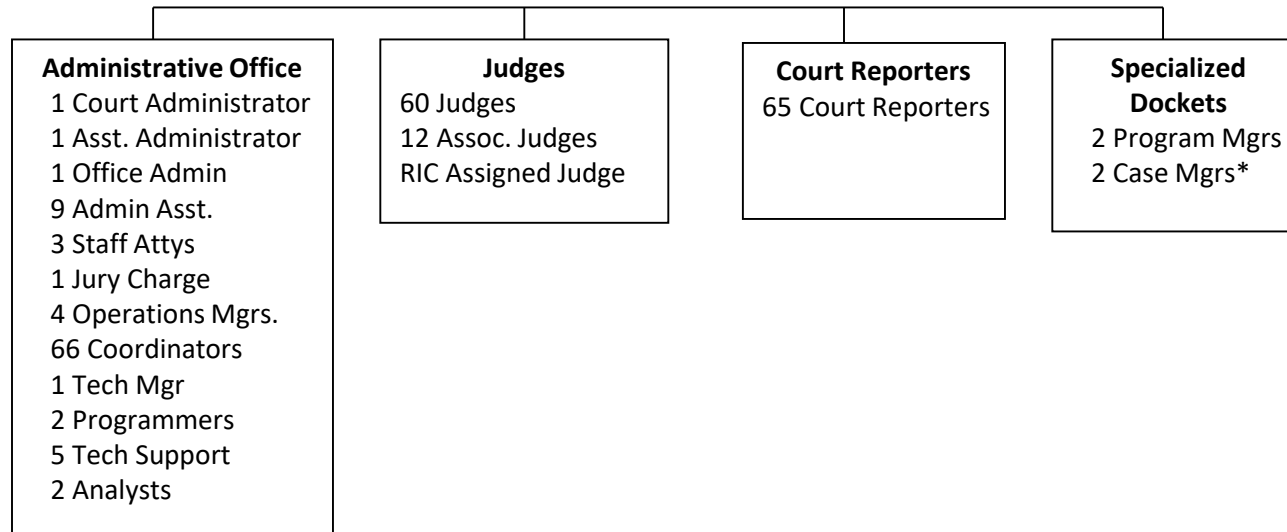 Administrative Office
1 Court Administrator
1 Asst. Administrator
1 Office Admin
9 Admin Asst.
3 Staff Attys
1 Jury Charge
4 Operations Mgrs.
66 Coordinators
1 Tech Mgr
2 Programmers
5 Tech Support
2 Analysts
Judges
60 Judges
12 Assoc. Judges
RIC Assigned Judge
Court Reporters
65 Court Reporters
Specialized
Dockets
2 Program Mgrs
2 Case Mgrs*